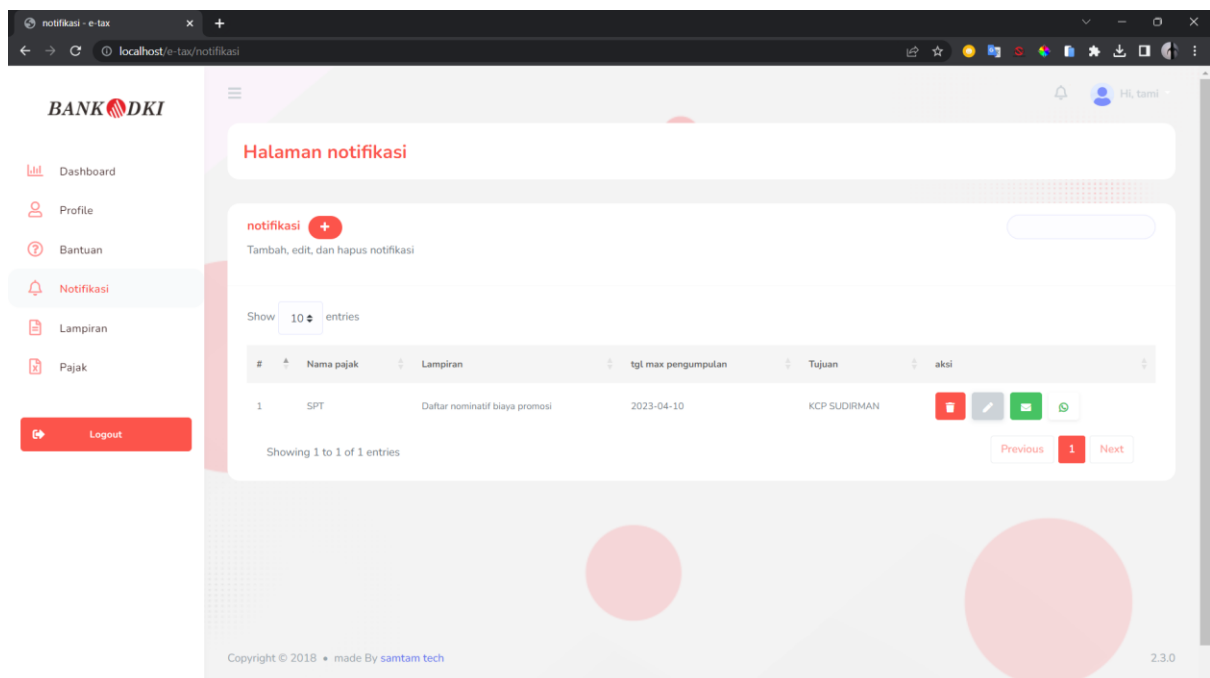 notifikasi - e-tax
localhost/e-tax/notifikasi
BANK DKI
Hi, tami
Dashboard
Profile
Bantuan
Notifikasi
Lampiran
Pajak
Logout
Halaman notifikasi
notifikasi +
Tambah, edit, dan hapus notifikasi
Show 10 entries
# Nama pajak Lampiran tgl max pengumpulan Tujuan aksi
1 SPT Daftar nominatif biaya promosi 2023-04-10 KCP SUDIRMAN
Showing 1 to 1 of 1 entries
Previous 1 Next
Copyright © 2018 • made By samtam tech
2.3.0